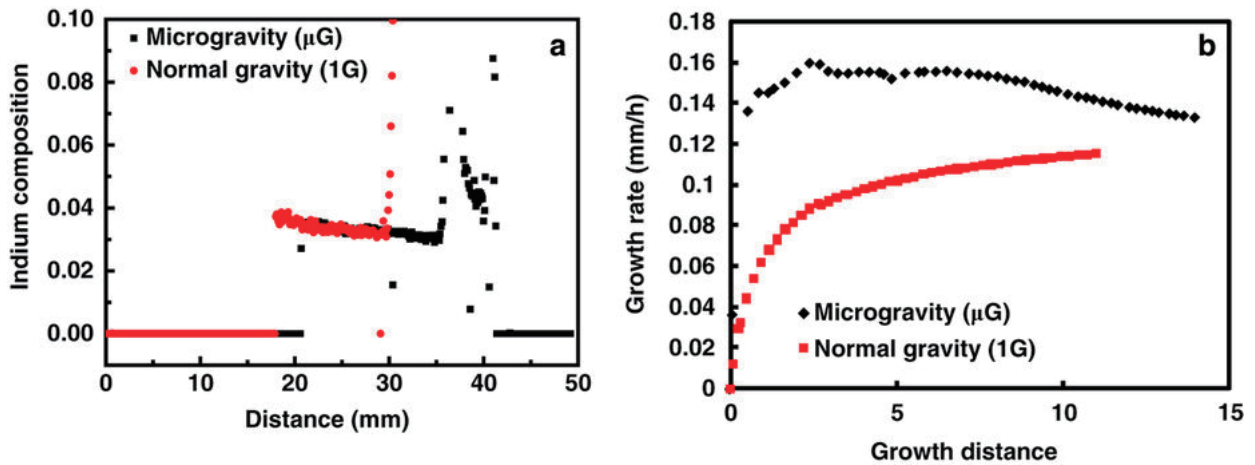 a
Microgravity (μG)
Normal gravity (1G)
Indium composition
0.10
0.08
0.06
0.04
0.02
0.00
0 10 20 30 40 50
Distance (mm)
b
Growth rate (mm/h)
0.18
0.16
0.14
0.12
0.1
0.08
0.06
0.04
0.02
0
Microgravity (μG)
Normal gravity (1G)
0 5 10 15
Growth distance